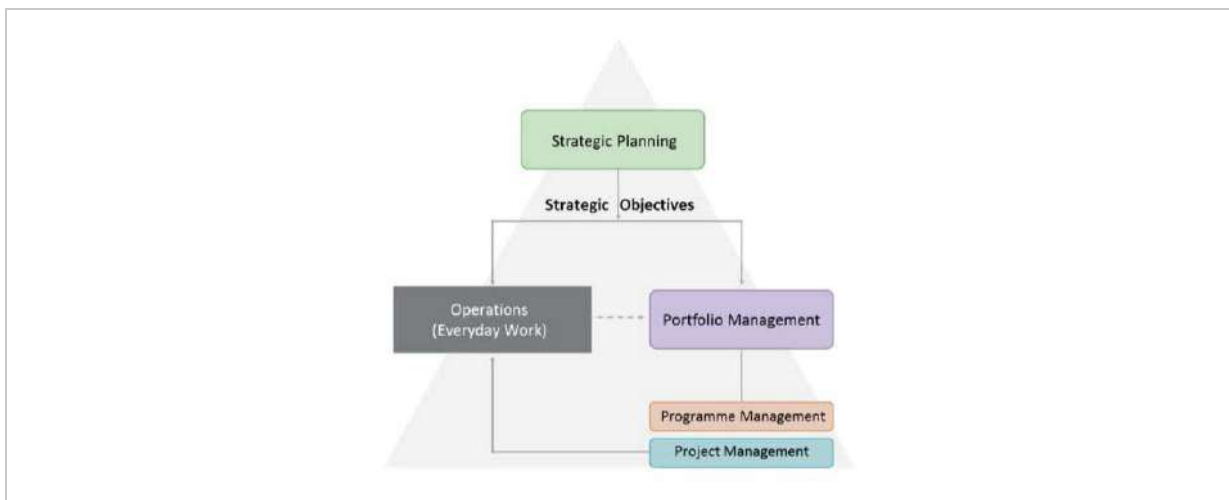 Strategic Planning
Strategic Objectives
Operations
(Everyday Work)
Portfolio Management
Programme Management
Project Management